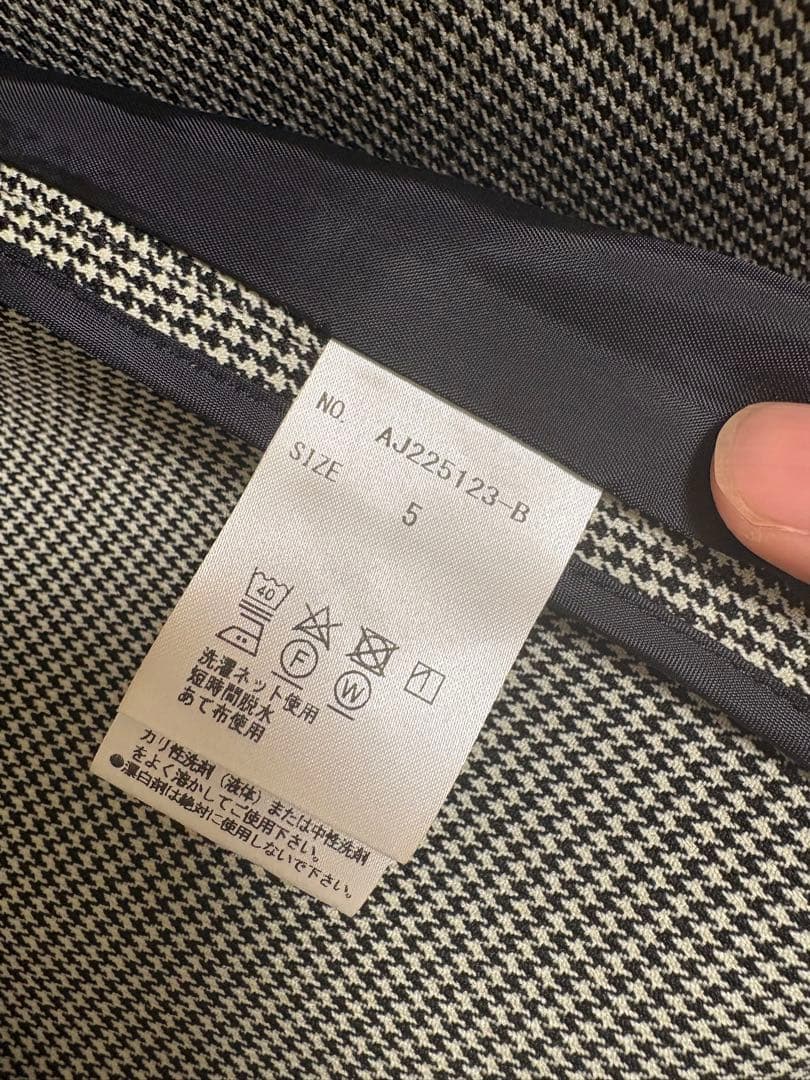 NO. AJ225123-B
SIZE 5
40
F
W
洗濯ネット使用
短時間脱水
あて布使用
カリ性洗剤（液体）または中性洗剤
をよく溶かしてご使用下さい。
●漂白剤は絶対に使用しないで下さい。